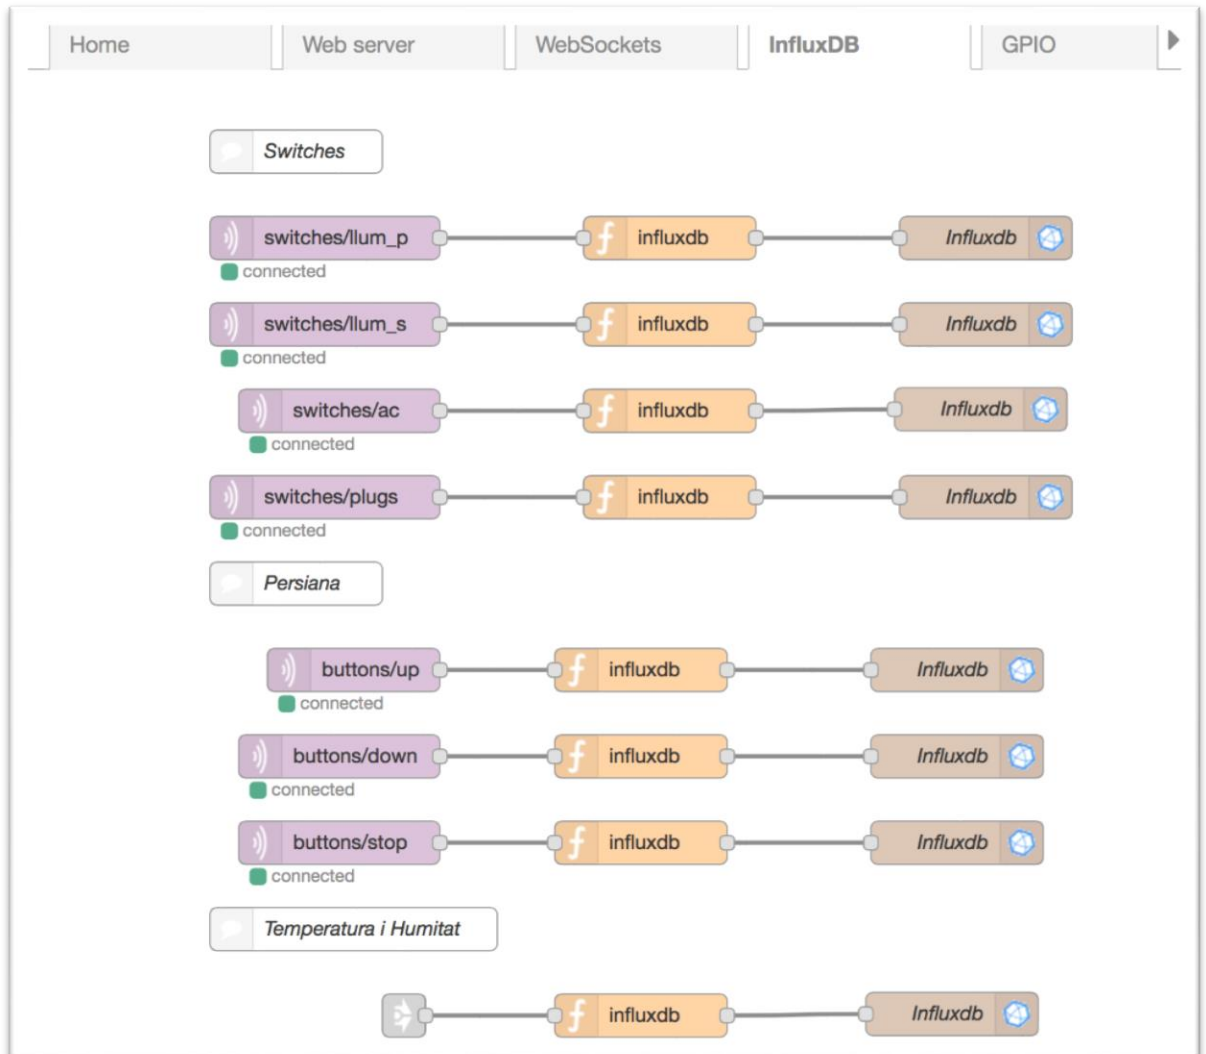 Home Web server WebSockets InfluxDB GPIO
Switches
switches/llum_p influxdb Influxdb
connected
switches/llum_s influxdb Influxdb
connected
switches/ac influxdb Influxdb
connected
switches/plugs influxdb Influxdb
connected
Persiana
buttons/up influxdb Influxdb
connected
buttons/down influxdb Influxdb
connected
buttons/stop influxdb Influxdb
connected
Temperatura i Humitat
influxdb Influxdb